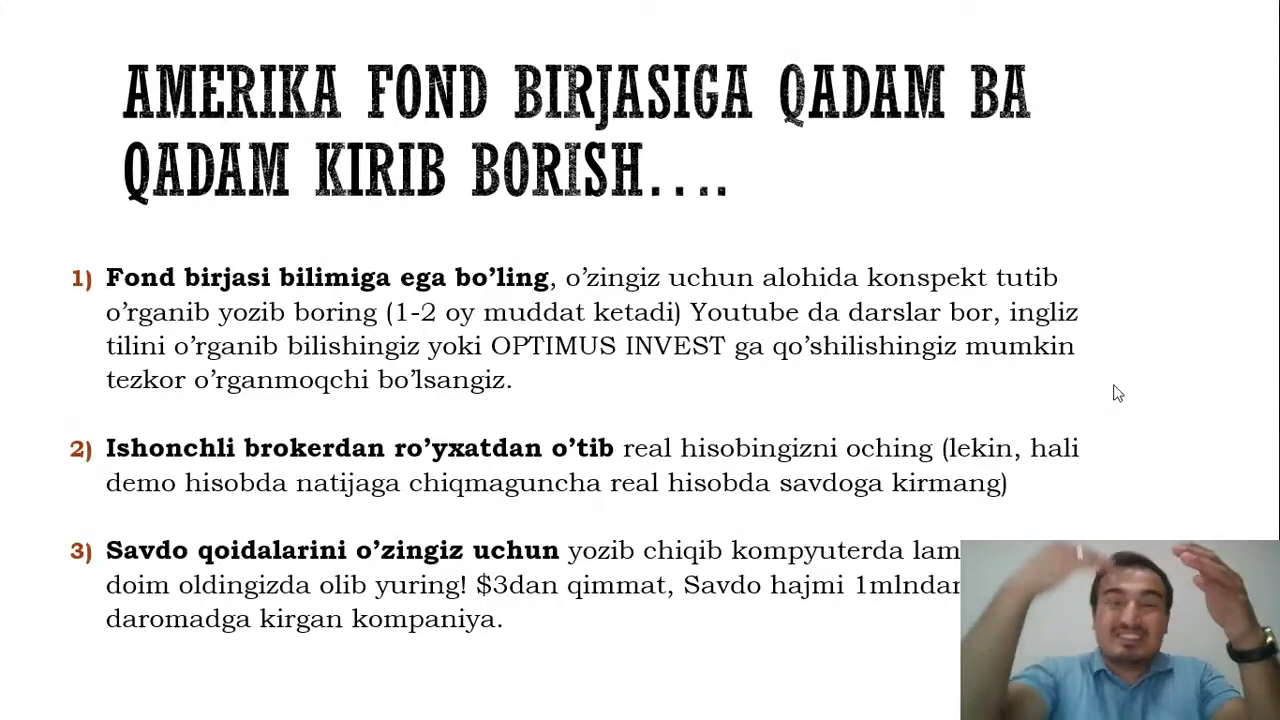 AMERIKA FOND BIRJASIGA QADAM BA
QADAM KIRIB BORISH....
1) Fond birjasi bilimiga ega bo’ling, o’zingiz uchun alohida konspekt tutib
o’rganib yozib boring (1-2 oy muddat ketadi) Youtube da darslar bor, ingliz
tilini o’rganib bilishingiz yoki OPTIMUS INVEST ga qo’shilishingiz mumkin
tezkor o’rganmoqchi bo’lsangiz.
2) Ishonchli brokerdan ro’yxatdan o’tib real hisobingizni oching (lekin, hali
demo hisobda natijaga chiqmaguncha real hisobda savdoga kirmang)
3) Savdo qoidalarini o’zingiz uchun yozib chiqib kompyuterda lam
doim oldingizda olib yuring! $3dan qimmat, Savdo hajmi 1mlndan
daromadga kirgan kompaniya.